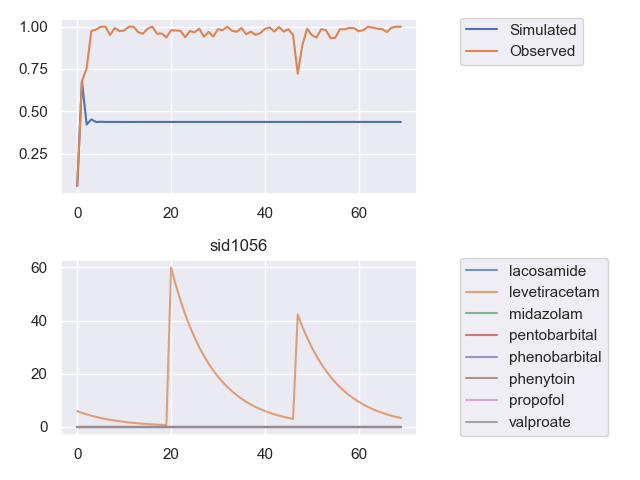 1.00
0.75
0.50
0.25
0 20 40 60
Simulated
Observed
sid1056
60
40
20
0
0 20 40 60
lacosamide
levetiracetam
midazolam
pentobarbital
phenobarbital
phenytoin
propofol
valproate